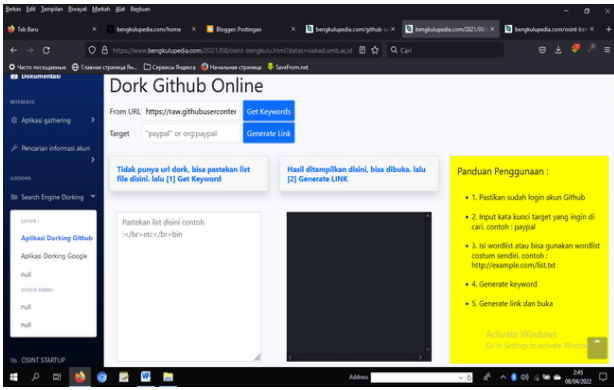 Berkas Edit Tampilan Riwayat Markah Alat Bantuan
Tab Baru
bengkulupedia.com/home
Blogger: Postingan
bengkulupedia.com/github-
bengkulupedia.com/2021/08/
bengkulupedia.com/osint-
https://www.bengkulupedia.com/2021/08/osint-bengkulu.html?datas=siakad.umb.ac.id
Cari
Часто посещаемые
Главная страница
Сервисы Яндекса
Начальная страница
SaveFrom.net
Dokumentasi
INTERFACE
Aplikasi gathering
Pencarian informasi akun
ADDONS
Search Engine Dorking
Aplikasi Dorking Github
Aplikasi Dorking Google
null
null
null
OSINT STARTUP
Dork Github Online
From URL https://raw.githubuserconter Get Keywords
Target "paypal" or org:paypal Generate Link
Tidak punya url dork, bisa pastekan list
file disini. lalu [1] Get Keyword
Hasil ditampilkan disini, bisa dibuka. lalu
[2] Generate LINK
Pastekan list disini contoh
:</br>etc</br>bin
Panduan Penggunaan :
1. Pastikan sudah login akun Github
2. Input kata kunci target yang ingin di
cari. contoh : paypal
3. Isi wordlist atau bisa gunakan wordlist
costum sendiri. contoh :
http://example.com/list.txt
4. Generate keyword
5. Generate link dan buka
Activate Windows
Go to Settings to activate Windows
Address
2:45
08/04/2022